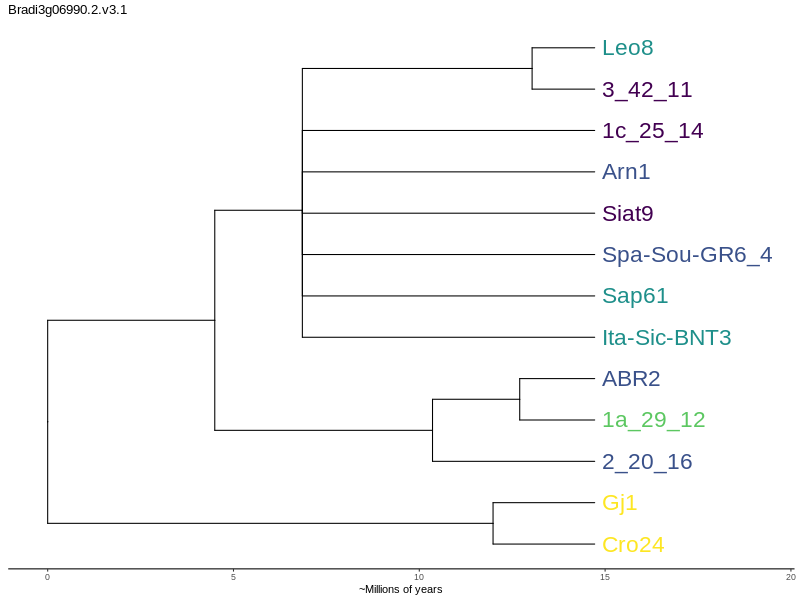 Bradi3g06990.2.v3.1
Leo8
3_42_11
1c_25_14
Arn1
Siat9
Spa-Sou-GR6_4
Sap61
Ita-Sic-BNT3
ABR2
1a_29_12
2_20_16
Gj1
Cro24
0 5 10 15 20
~Millions of years